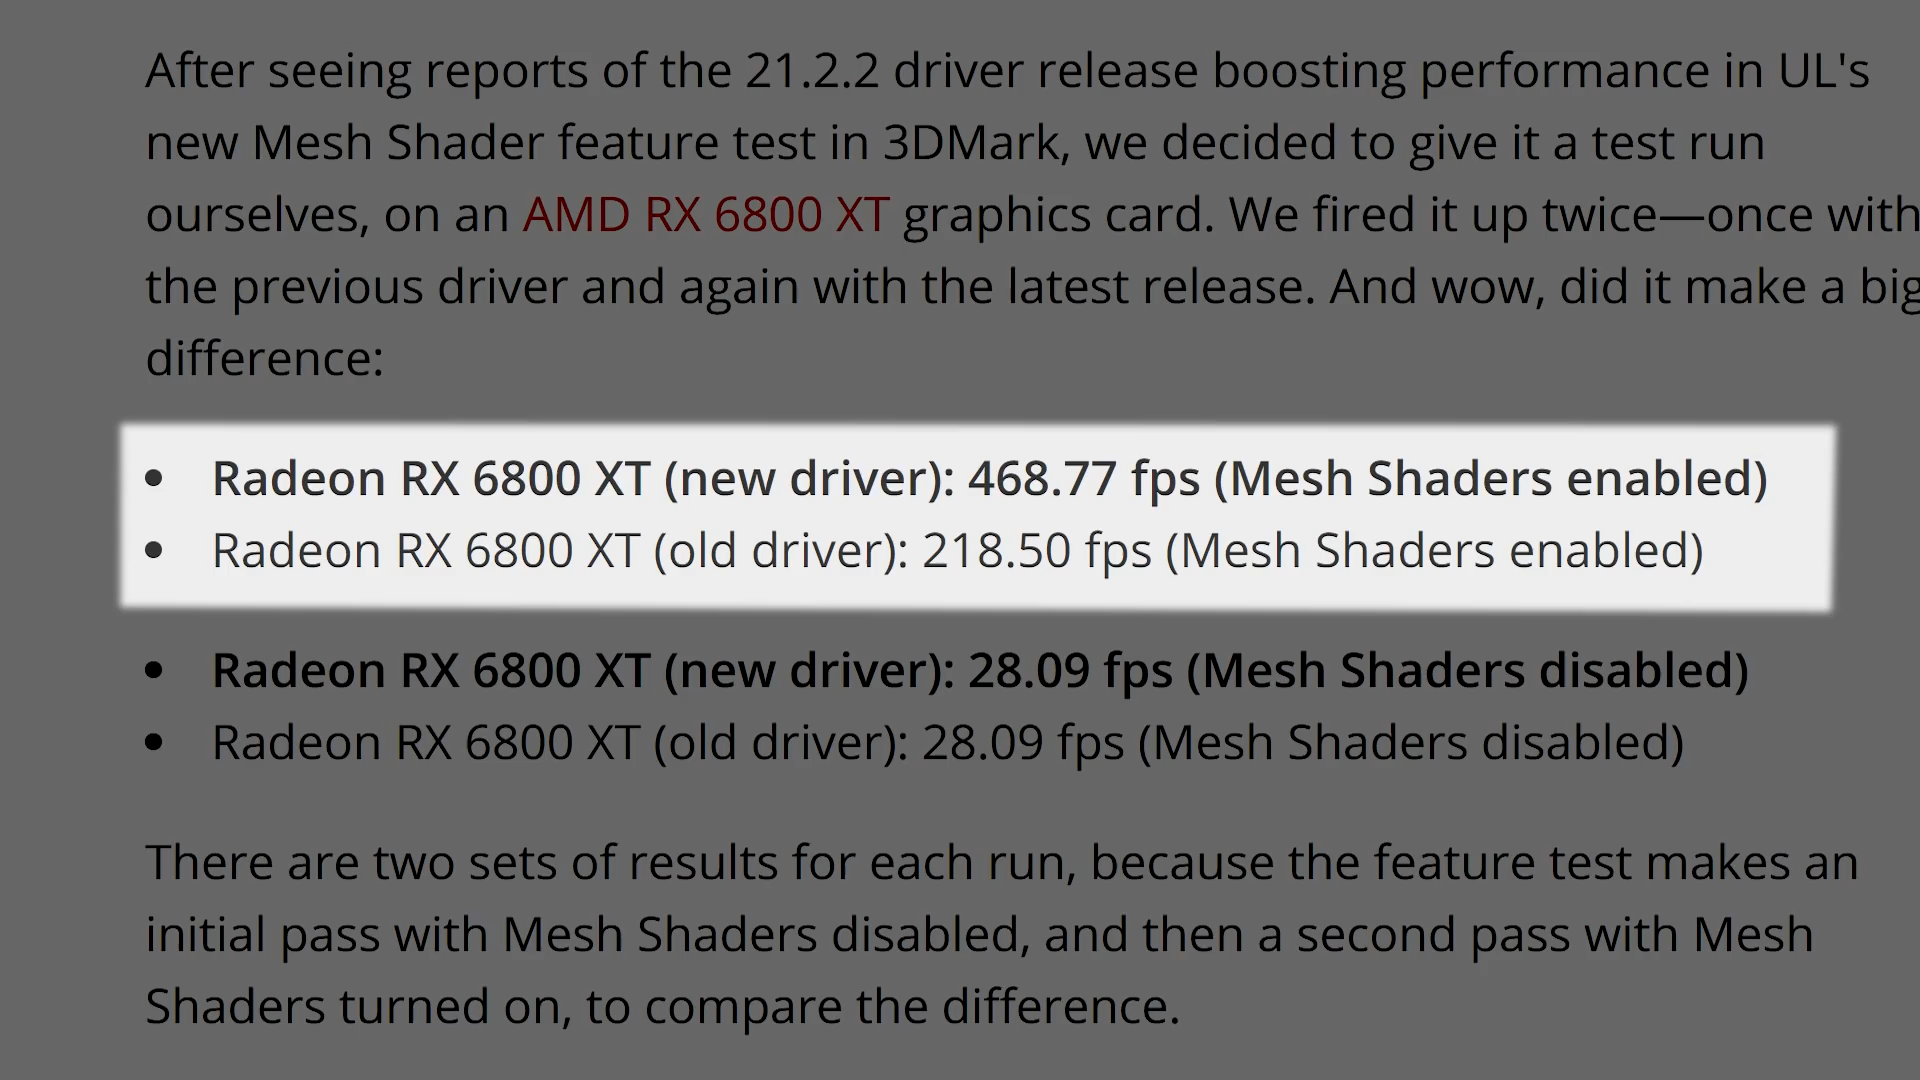 After seeing reports of the 21.2.2 driver release boosting performance in UL's
new Mesh Shader feature test in 3DMark, we decided to give it a test run
ourselves, on an AMD RX 6800 XT graphics card. We fired it up twice—once with
the previous driver and again with the latest release. And wow, did it make a big
difference:
• Radeon RX 6800 XT (new driver): 468.77 fps (Mesh Shaders enabled)
• Radeon RX 6800 XT (old driver): 218.50 fps (Mesh Shaders enabled)
• Radeon RX 6800 XT (new driver): 28.09 fps (Mesh Shaders disabled)
• Radeon RX 6800 XT (old driver): 28.09 fps (Mesh Shaders disabled)
There are two sets of results for each run, because the feature test makes an
initial pass with Mesh Shaders disabled, and then a second pass with Mesh
Shaders turned on, to compare the difference.